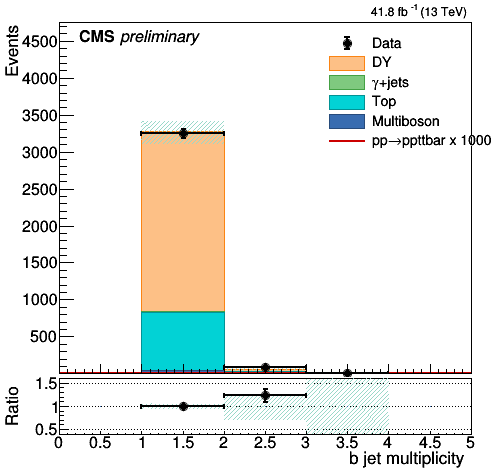 41.8 fb⁻¹ (13 TeV)
CMS preliminary
Events
4500
4000
3500
3000
2500
2000
1500
1000
500
Data
DY
γ+jets
Top
Multiboson
pp→ppttbar x 1000
Ratio
1.5
1
0.5
0 0.5 1 1.5 2 2.5 3 3.5 4 4.5 5
b jet multiplicity